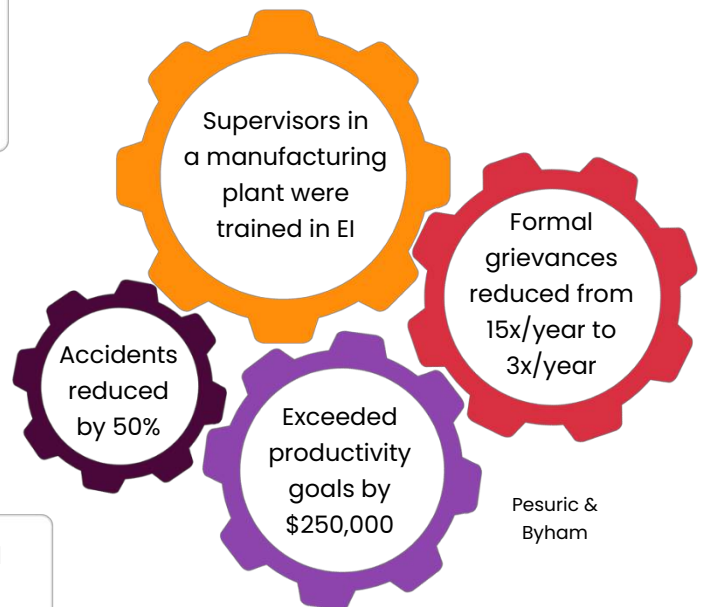 Supervisors in
a manufacturing
plant were
trained in EI
Formal
grievances
reduced from
15x/year to
3x/year
Accidents
reduced
by 50%
Exceeded
productivity
goals by
$250,000
Pesuric &
Byham